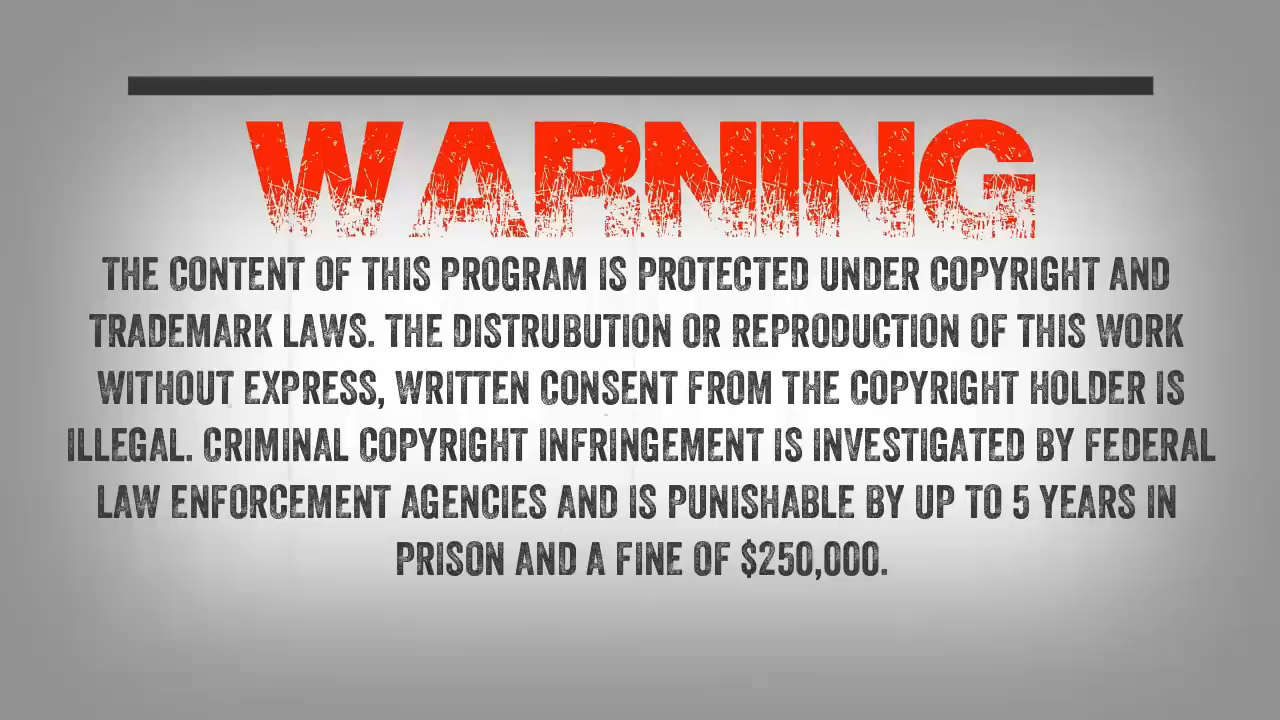 WARNING
THE CONTENT OF THIS PROGRAM IS PROTECTED UNDER COPYRIGHT AND
TRADEMARK LAWS. THE DISTRUBUTION OR REPRODUCTION OF THIS WORK
WITHOUT EXPRESS, WRITTEN CONSENT FROM THE COPYRIGHT HOLDER IS
ILLEGAL. CRIMINAL COPYRIGHT INFRINGEMENT IS INVESTIGATED BY FEDERAL
LAW ENFORCEMENT AGENCIES AND IS PUNISHABLE BY UP TO 5 YEARS IN
PRISON AND A FINE OF $250,000.